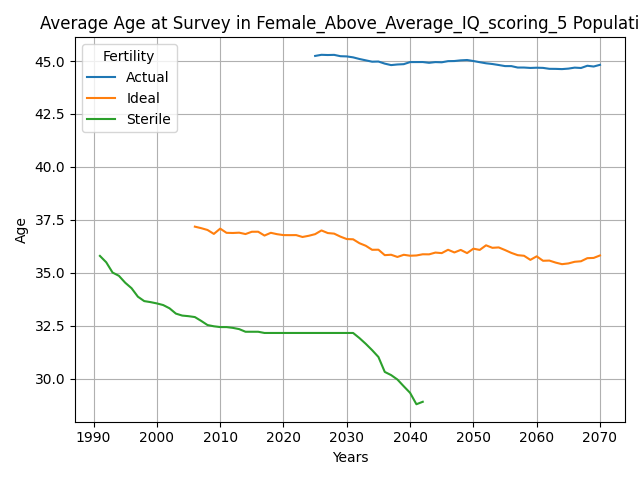 Average Age at Survey in Female_Above_Average_IQ_scoring_5 Populati
Fertility
Actual
Ideal
Sterile
Age
45.0
42.5
40.0
37.5
35.0
32.5
30.0
1990 2000 2010 2020 2030 2040 2050 2060 2070
Years